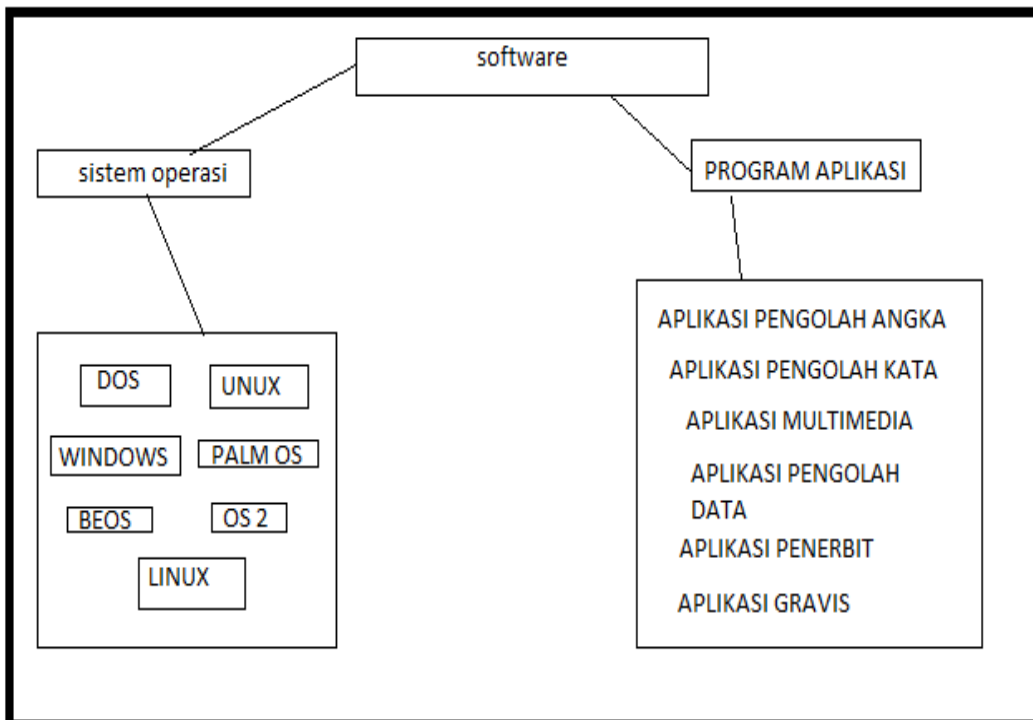 software
sistem operasi
PROGRAM APLIKASI
DOS
UNUX
WINDOWS
PALM OS
BEOS
OS 2
LINUX
APLIKASI PENGOLAH ANGKA
APLIKASI PENGOLAH KATA
APLIKASI MULTIMEDIA
APLIKASI PENGOLAH
DATA
APLIKASI PENERBIT
APLIKASI GRAVIS